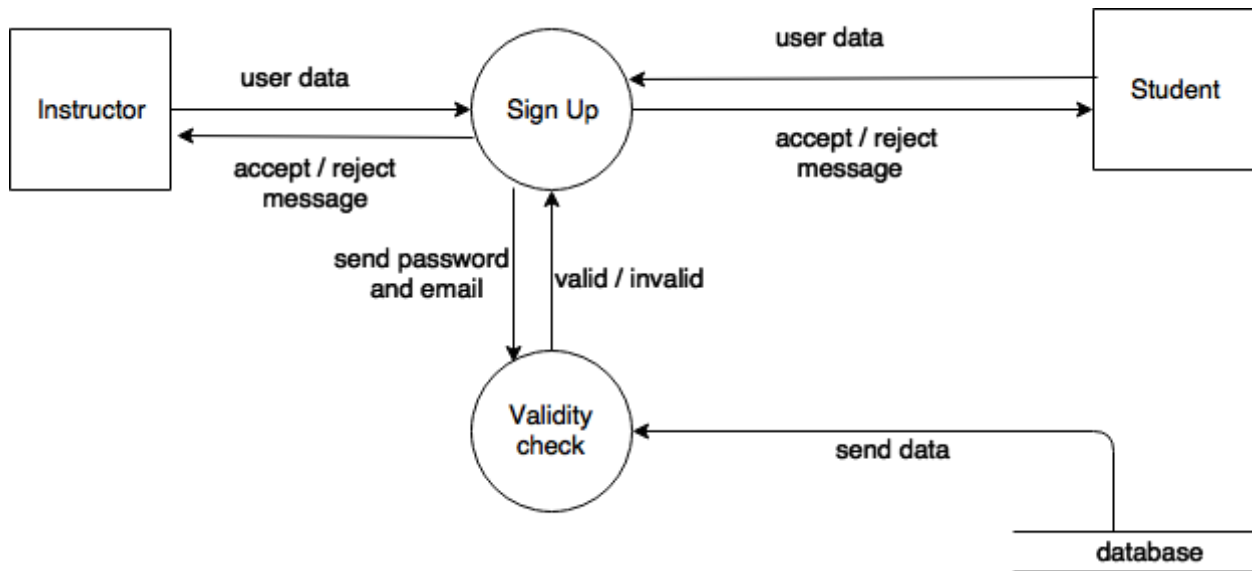 user data
user data
Instructor
Sign Up
Student
accept / reject
message
accept / reject
message
send password
and email
valid / invalid
Validity
check
send data
database